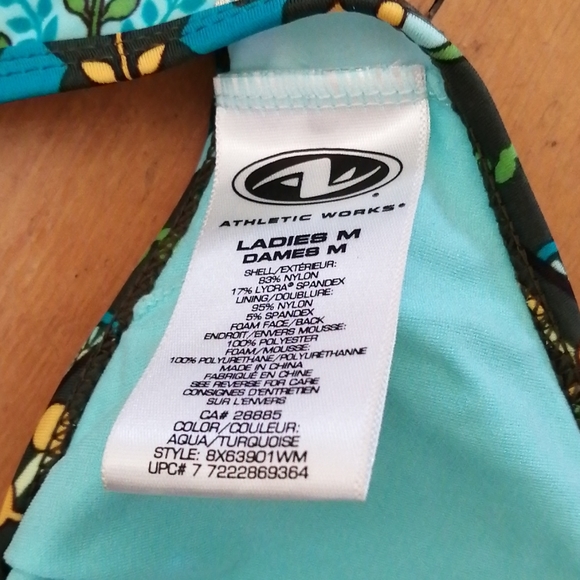 ATHLETIC WORKS®
LADIES M
DAMES M
SHELL/EXTÉRIEUR:
83% NYLON
17% LYCRA® SPANDEX
LINING/DOUBLURE:
95% NYLON
5% SPANDEX
FOAM FACE/BACK
ENDROIT/ENVERS MOUSSE:
100% POLYESTER
FOAM/MOUSSE:
100% POLYURETHANE/POLYURÉTHANNE
MADE IN CHINA
FABRIQUÉ EN CHINE
SEE REVERSE FOR CARE
CONSIGNES D'ENTRETIEN
SUR L'ENVERS
CA# 28885
COLOR/COULEUR:
AQUA/TURQUOISE
STYLE: 8X63901WM
UPC# 7 7222869364